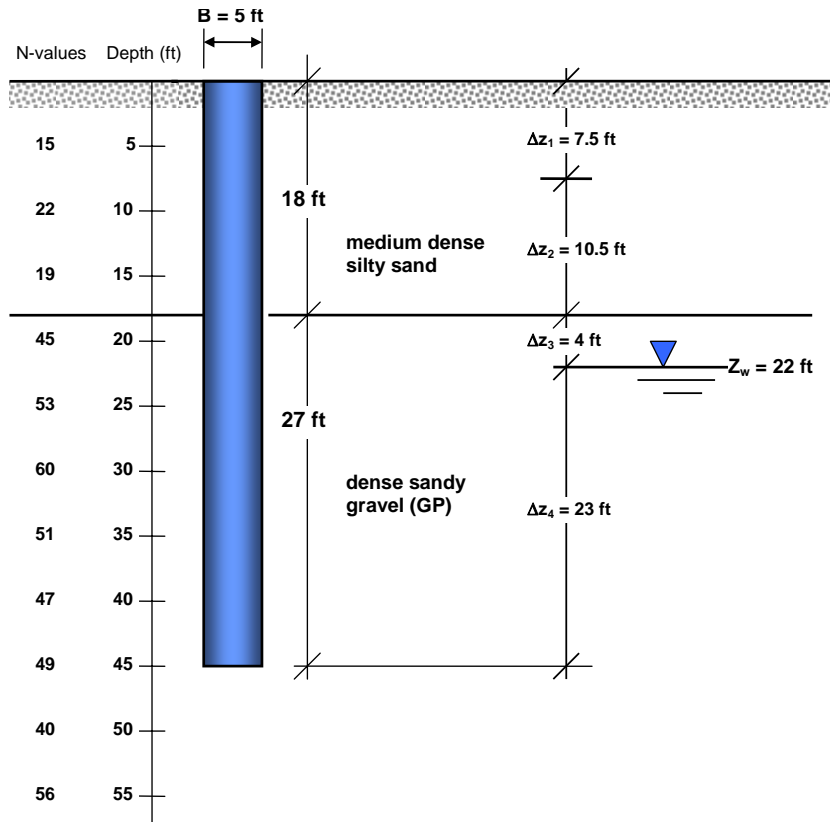 B = 5 ft
N-values Depth (ft)
15 5 Δz1 = 7.5 ft
22 10 18 ft
medium dense
silty sand
Δz2 = 10.5 ft
19 15
45 20 Δz3 = 4 ft
Zw = 22 ft
53 25 27 ft
60 30 dense sandy
gravel (GP)
51 35 Δz4 = 23 ft
47 40
49 45
40 50
56 55